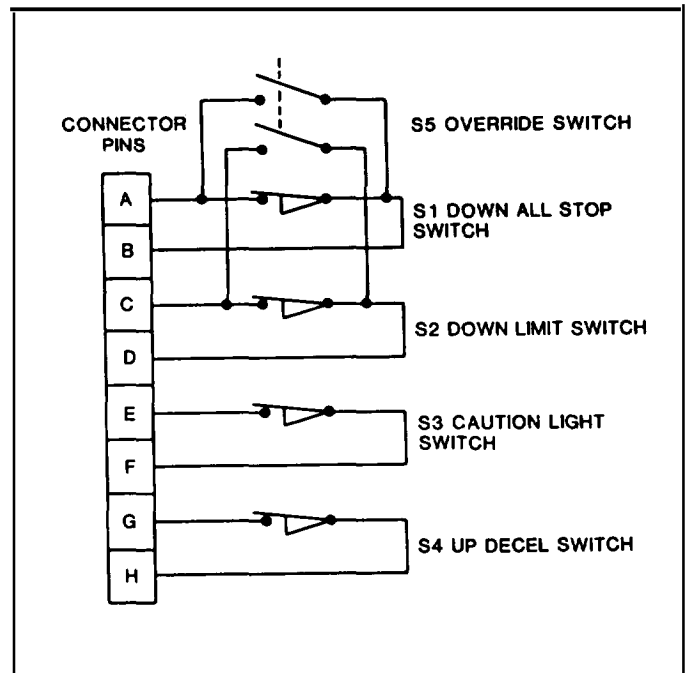 CONNECTOR
PINS
S5 OVERRIDE SWITCH
A
S1 DOWN ALL STOP
SWITCH
B
C
S2 DOWN LIMIT SWITCH
D
E
S3 CAUTION LIGHT
SWITCH
F
G
S4 UP DECEL SWITCH
H